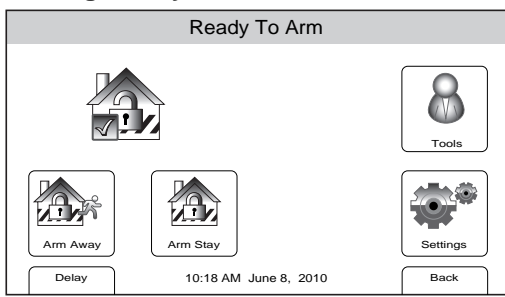 Ready To Arm
Tools
Arm Away
Arm Stay
Settings
Delay
10:18 AM June 8, 2010
Back